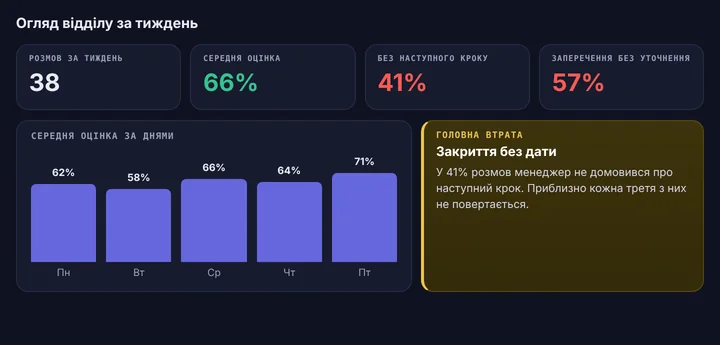 Огляд відділу за тиждень
РОЗМОВ ЗА ТИЖДЕНЬ
38
СЕРЕДНЯ ОЦІНКА
66%
БЕЗ НАСТУПНОГО КРОКУ
41%
ЗАПЕРЕЧЕННЯ БЕЗ УТОЧНЕННЯ
57%
СЕРЕДНЯ ОЦІНКА ЗА ДНЯМИ
62%
58%
66%
64%
71%
Пн
Вт
Ср
Чт
Пт
ГОЛОВНА ВТРАТА
Закриття без дати
У 41% розмов менеджер не домовився про
наступний крок. Приблизно кожна третя з них
не повертається.